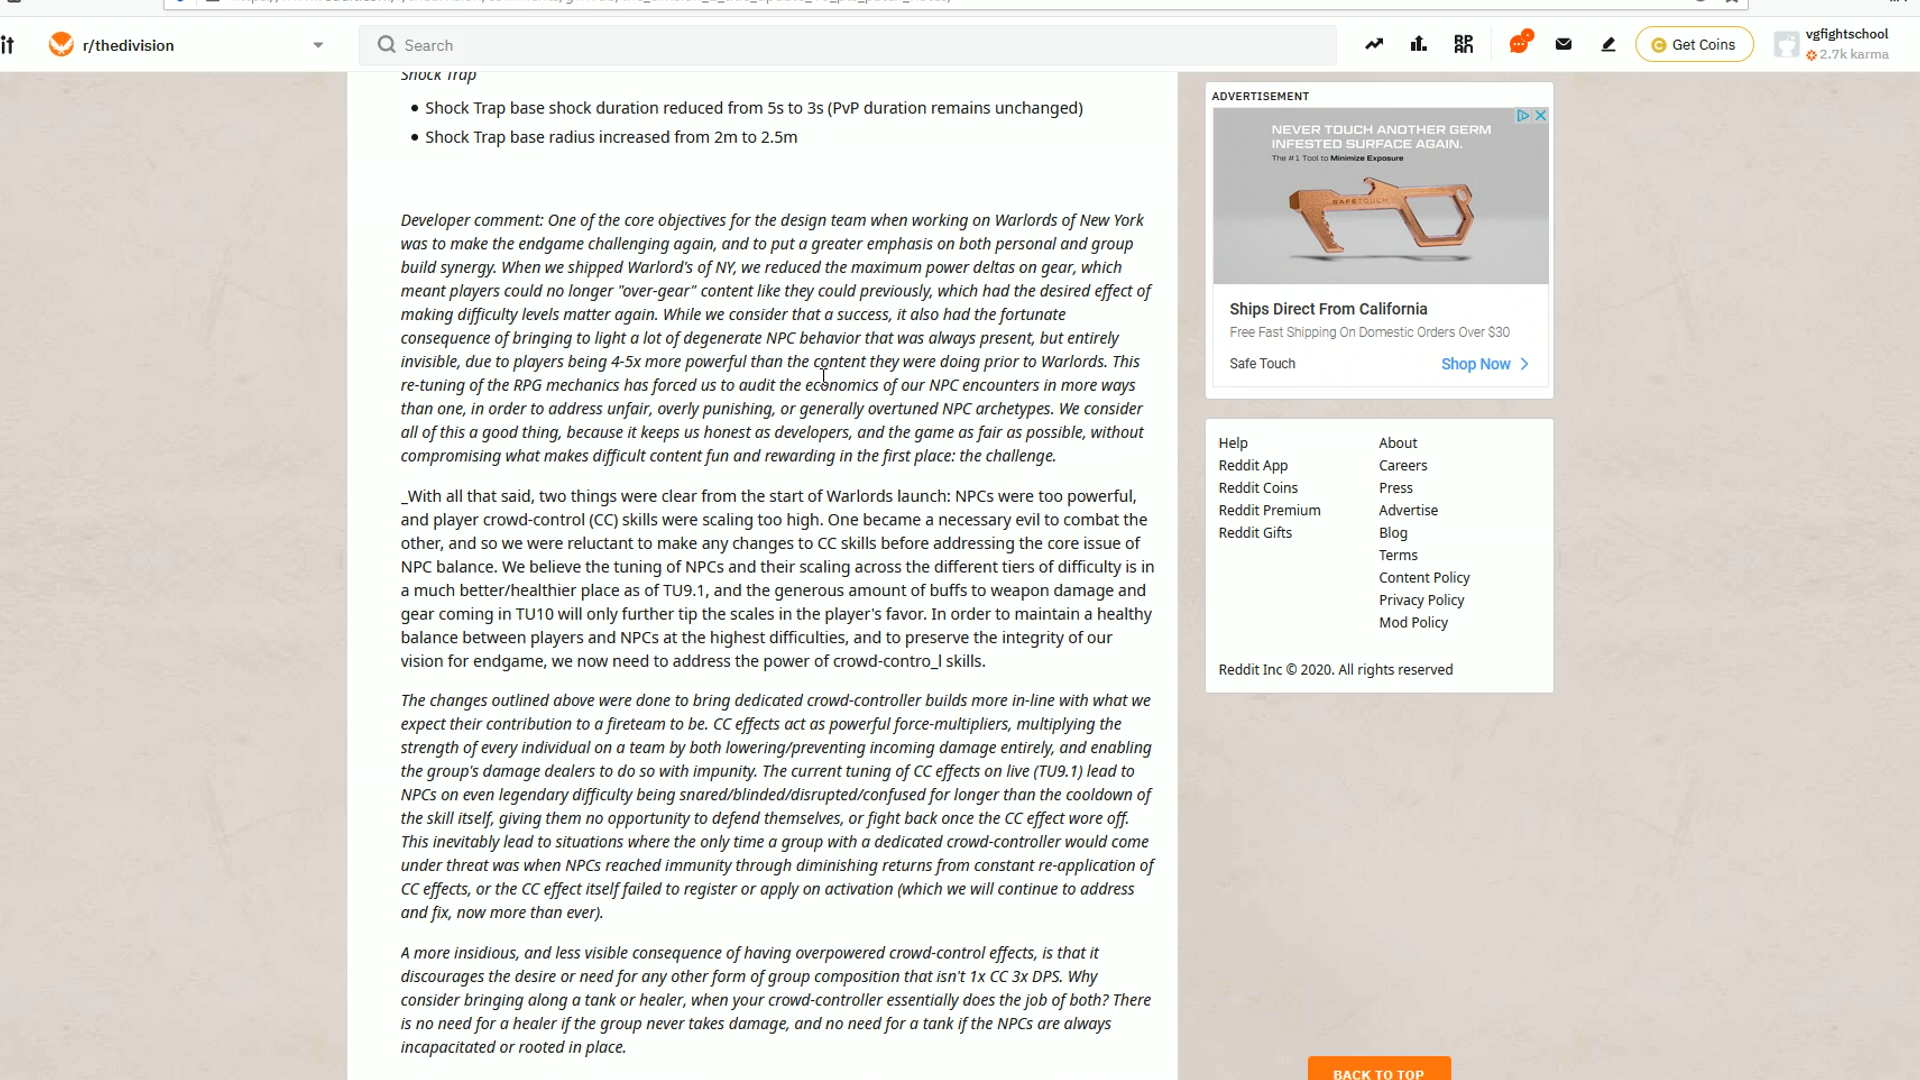 it
r/thedivision
Search
Get Coins
vgfightschool
2.7k karma
Shock Trap
• Shock Trap base shock duration reduced from 5s to 3s (PvP duration remains unchanged)
• Shock Trap base radius increased from 2m to 2.5m
Developer comment: One of the core objectives for the design team when working on Warlords of New York
was to make the endgame challenging again, and to put a greater emphasis on both personal and group
build synergy. When we shipped Warlord's of NY, we reduced the maximum power deltas on gear, which
meant players could no longer "over-gear" content like they could previously, which had the desired effect of
making difficulty levels matter again. While we consider that a success, it also had the fortunate
consequence of bringing to light a lot of degenerate NPC behavior that was always present, but entirely
invisible, due to players being 4-5x more powerful than the content they were doing prior to Warlords. This
re-tuning of the RPG mechanics has forced us to audit the economics of our NPC encounters in more ways
than one, in order to address unfair, overly punishing, or generally overtuned NPC archetypes. We consider
all of this a good thing, because it keeps us honest as developers, and the game as fair as possible, without
compromising what makes difficult content fun and rewarding in the first place: the challenge.
_With all that said, two things were clear from the start of Warlords launch: NPCs were too powerful,
and player crowd-control (CC) skills were scaling too high. One became a necessary evil to combat the
other, and so we were reluctant to make any changes to CC skills before addressing the core issue of
NPC balance. We believe the tuning of NPCs and their scaling across the different tiers of difficulty is in
a much better/healthier place as of TU9.1, and the generous amount of buffs to weapon damage and
gear coming in TU10 will only further tip the scales in the player's favor. In order to maintain a healthy
balance between players and NPCs at the highest difficulties, and to preserve the integrity of our
vision for endgame, we now need to address the power of crowd-contro_l skills.
The changes outlined above were done to bring dedicated crowd-controller builds more in-line with what we
expect their contribution to a fireteam to be. CC effects act as powerful force-multipliers, multiplying the
strength of every individual on a team by both lowering/preventing incoming damage entirely, and enabling
the group's damage dealers to do so with impunity. The current tuning of CC effects on live (TU9.1) lead to
NPCs on even legendary difficulty being snared/blinded/disrupted/confused for longer than the cooldown of
the skill itself, giving them no opportunity to defend themselves, or fight back once the CC effect wore off.
This inevitably lead to situations where the only time a group with a dedicated crowd-controller would come
under threat was when NPCs reached immunity through diminishing returns from constant re-application of
CC effects, or the CC effect itself failed to register or apply on activation (which we will continue to address
and fix, now more than ever).
A more insidious, and less visible consequence of having overpowered crowd-control effects, is that it
discourages the desire or need for any other form of group composition that isn't 1x CC 3x DPS. Why
consider bringing along a tank or healer, when your crowd-controller essentially does the job of both? There
is no need for a healer if the group never takes damage, and no need for a tank if the NPCs are always
incapacitated or rooted in place.
ADVERTISEMENT
NEVER TOUCH ANOTHER GERM
INFESTED SURFACE AGAIN.
The #1 Tool to Minimize Exposure
SAFETOUCH
Ships Direct From California
Free Fast Shipping On Domestic Orders Over $30
Safe Touch
Shop Now
Help
Reddit App
Reddit Coins
Reddit Premium
Reddit Gifts
About
Careers
Press
Advertise
Blog
Terms
Content Policy
Privacy Policy
Mod Policy
Reddit Inc © 2020. All rights reserved
BACK TO TOP